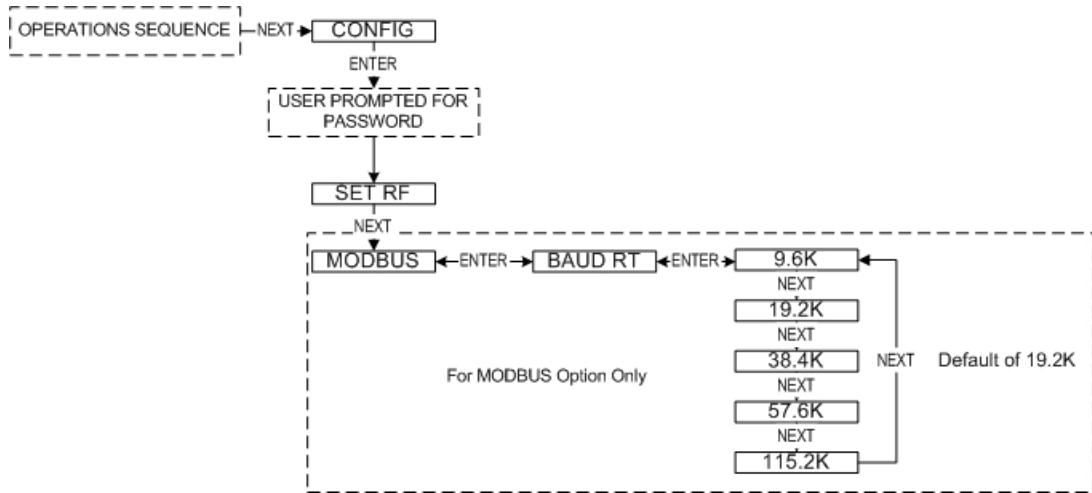 OPERATIONS SEQUENCE NEXT CONFIG
ENTER
USER PROMPTED FOR
PASSWORD
SET RF
NEXT
MODBUS ENTER BAUD RT ENTER 9.6K
NEXT
19.2K
NEXT
38.4K NEXT Default of 19.2K
For MODBUS Option Only
NEXT
57.6K
NEXT
115.2K